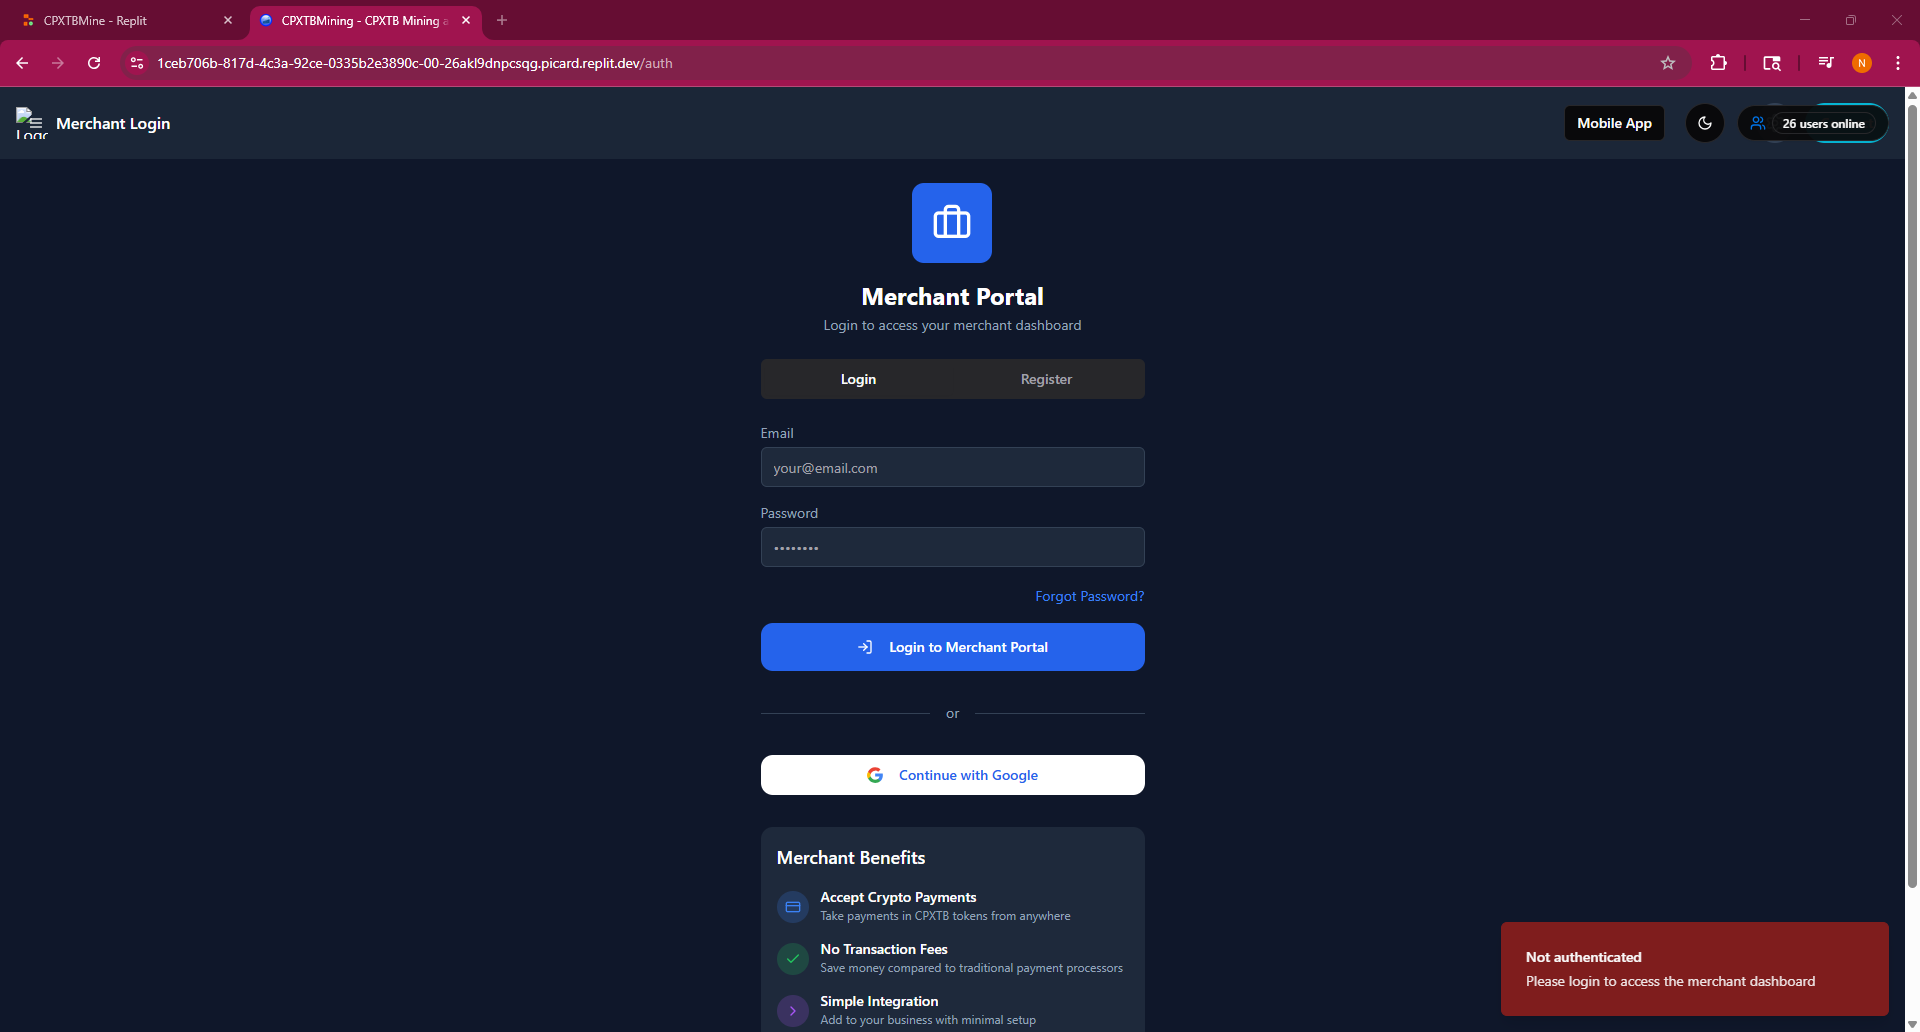 CPXTBMine - Replit
CPXTBMining - CPXTB Mining a
1ceb706b-817d-4c3a-92ce-0335b2e3890c-00-26akl9dnpcsqg.picard.replit.dev/auth
N
Logo
Merchant Login
Mobile App
26 users online
Merchant Portal
Login to access your merchant dashboard
Login
Register
Email
your@email.com
Password
••••••••
Forgot Password?
Login to Merchant Portal
or
Continue with Google
Merchant Benefits
Accept Crypto Payments
Take payments in CPXTB tokens from anywhere
No Transaction Fees
Save money compared to traditional payment processors
Simple Integration
Add to your business with minimal setup
Not authenticated
Please login to access the merchant dashboard